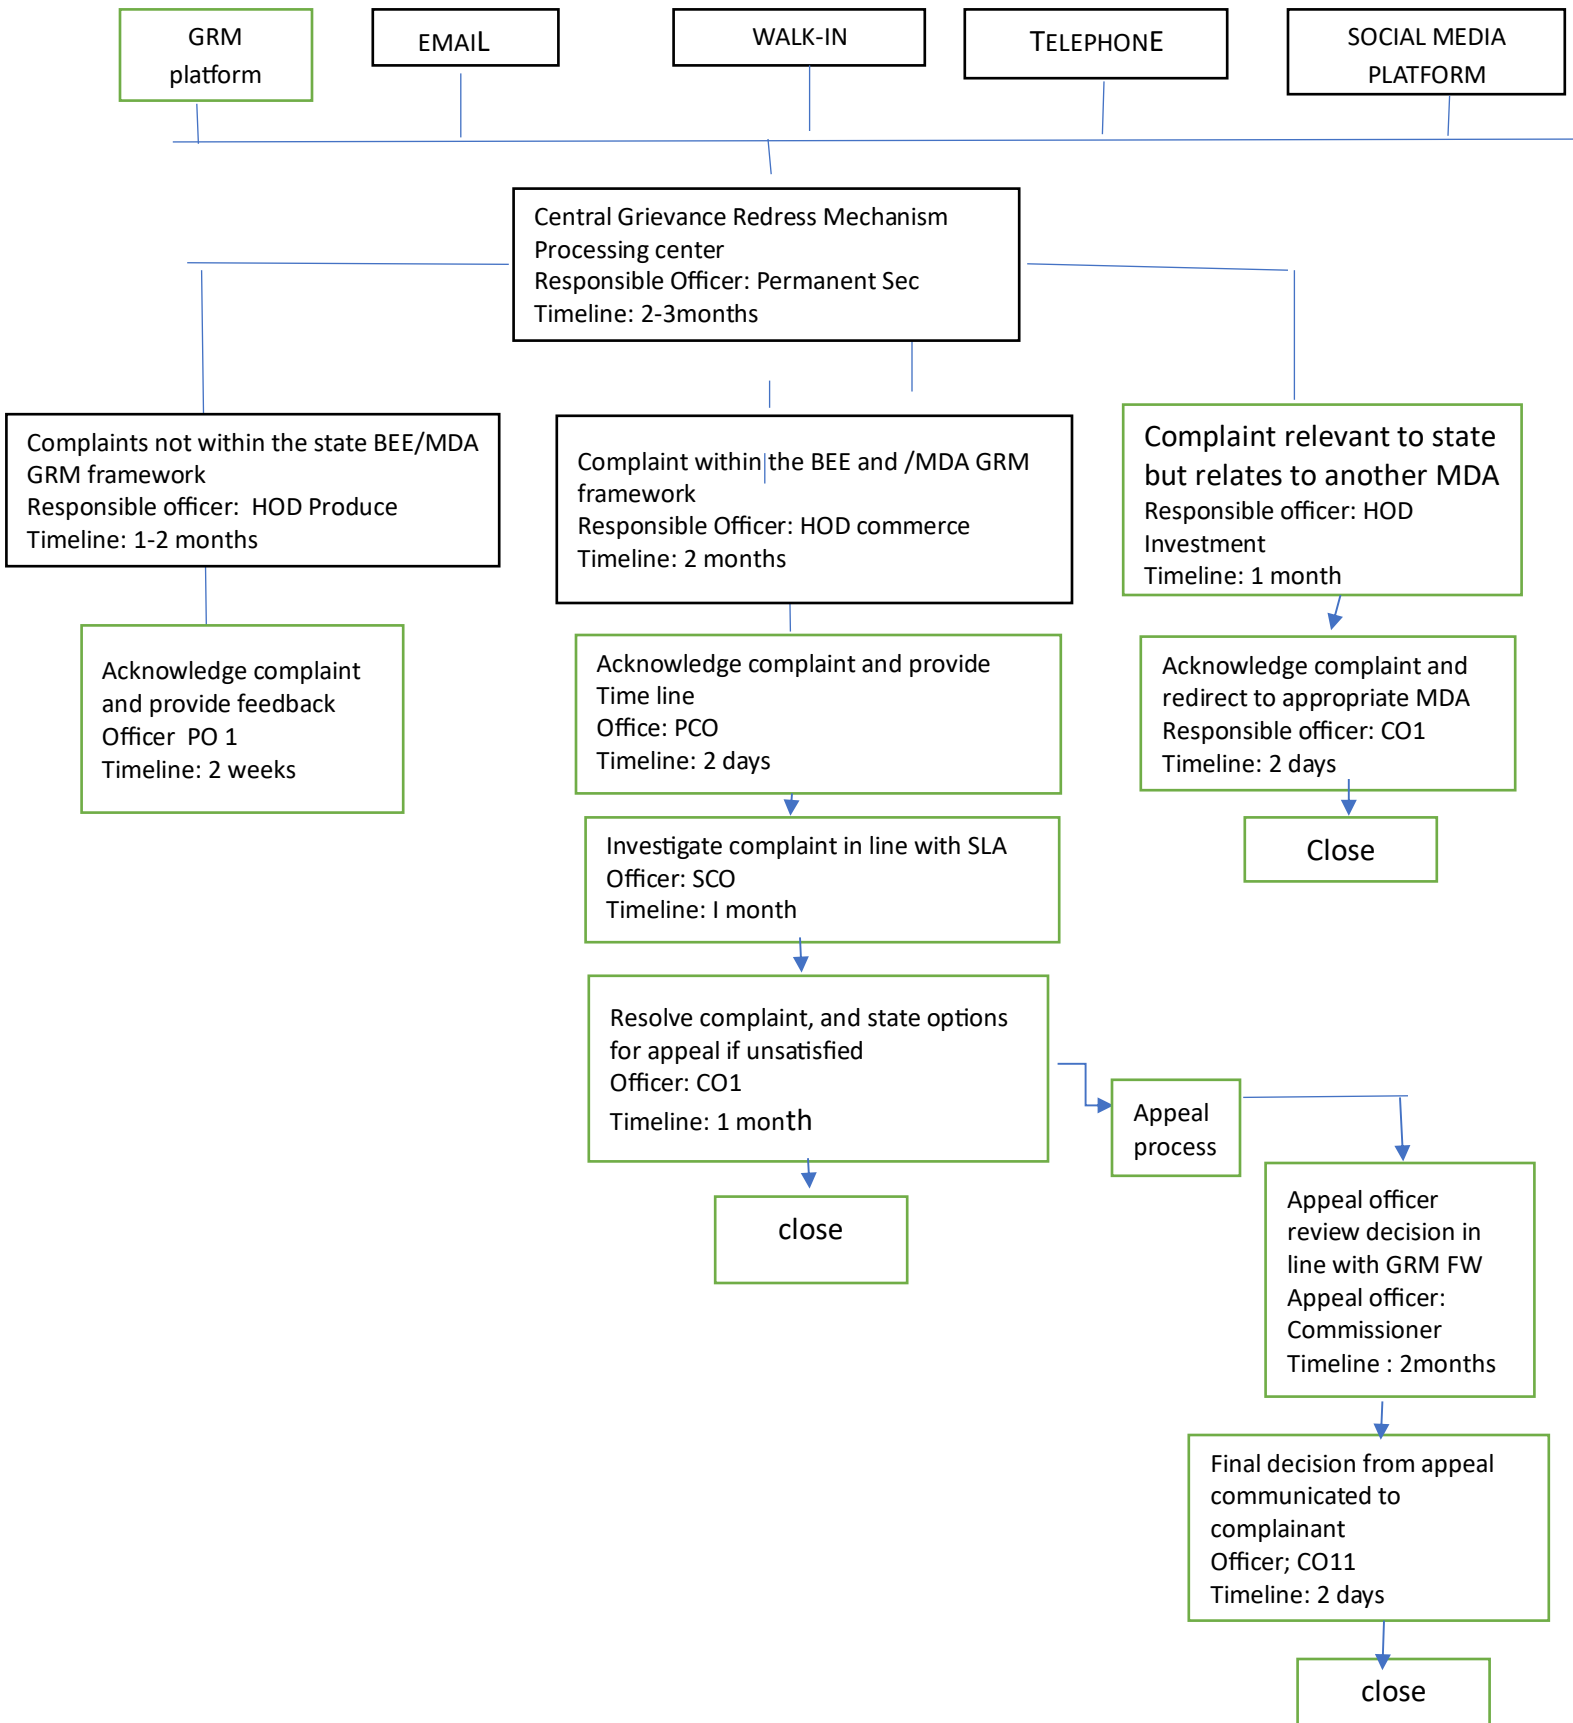 GRM
platform
EMAIL
WALK-IN
TELEPHONE
SOCIAL MEDIA
PLATFORM
Central Grievance Redress Mechanism
Processing center
Responsible Officer: Permanent Sec
Timeline: 2-3months
Complaints not within the state BEE/MDA
GRM framework
Responsible officer:  HOD Produce
Timeline: 1-2 months
Complaint within the BEE and /MDA GRM
framework
Responsible Officer: HOD commerce
Timeline: 2 months
Complaint relevant to state
but relates to another MDA
Responsible officer: HOD
Investment
Timeline: 1 month
Acknowledge complaint
and provide feedback
Officer  PO 1
Timeline: 2 weeks
Acknowledge complaint and provide
Time line
Office: PCO
Timeline: 2 days
Acknowledge complaint and
redirect to appropriate MDA
Responsible officer: CO1
Timeline: 2 days
Investigate complaint in line with SLA
Officer: SCO
Timeline: I month
Close
Resolve complaint, and state options
for appeal if unsatisfied
Officer: CO1
Timeline: 1 month
Appeal
process
close
Appeal officer
review decision in
line with GRM FW
Appeal officer:
Commissioner
Timeline : 2months
Final decision from appeal
communicated to
complainant
Officer; CO11
Timeline: 2 days
close